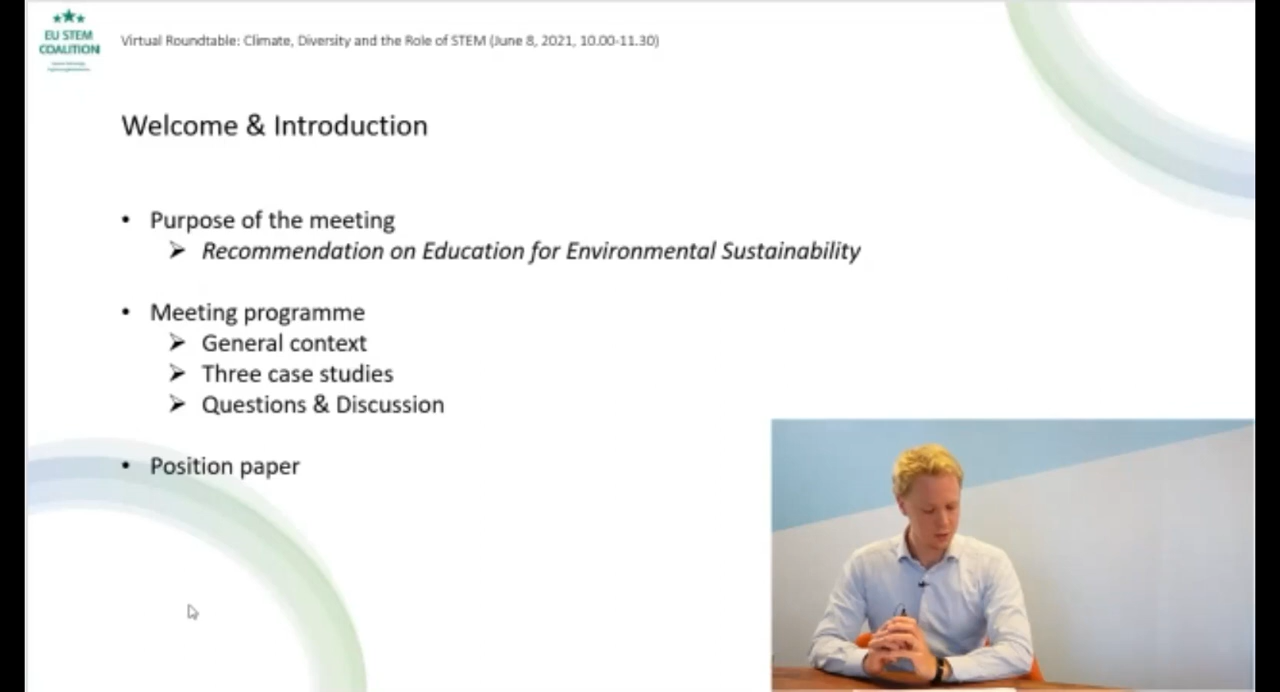 EU STEM
COALITION
Virtual Roundtable: Climate, Diversity and the Role of STEM (June 8, 2021, 10.00-11.30)
Welcome & Introduction
• Purpose of the meeting
➢ Recommendation on Education for Environmental Sustainability
• Meeting programme
➢ General context
➢ Three case studies
➢ Questions & Discussion
• Position paper